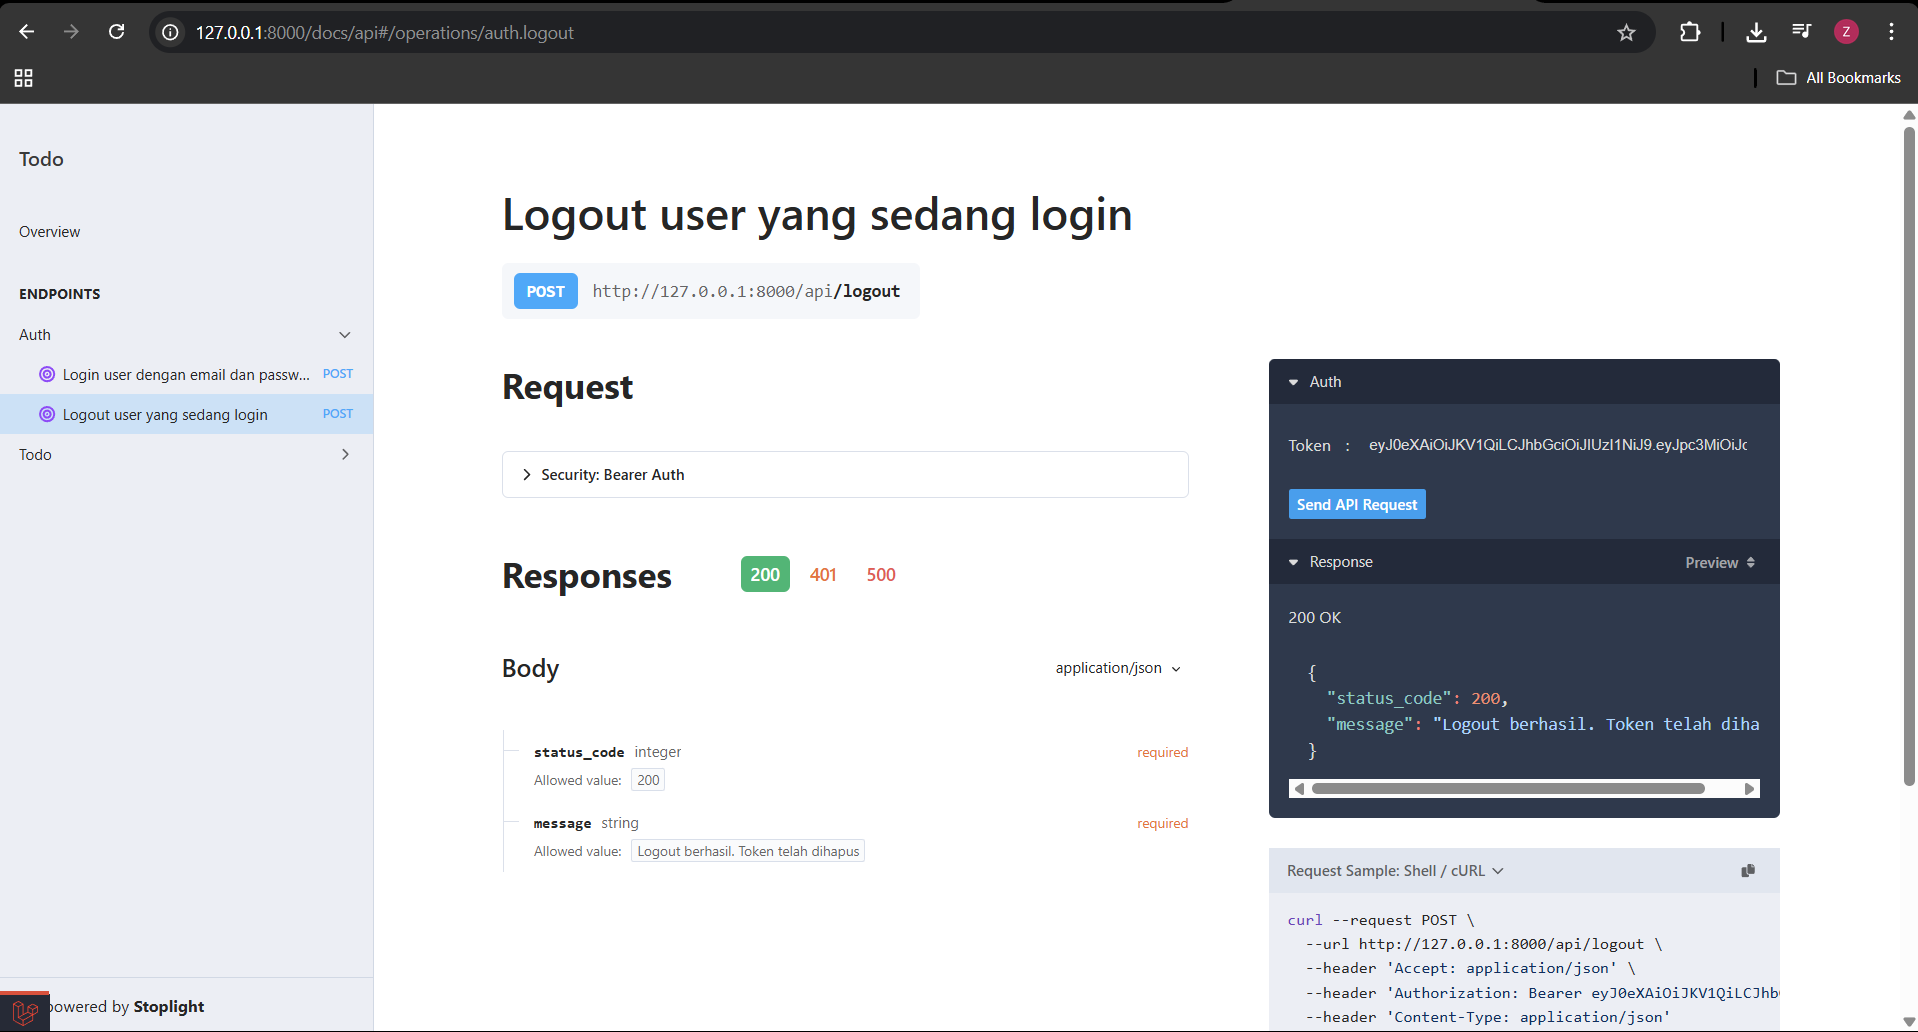 127.0.0.1:8000/docs/api#/operations/auth.logout
Z
All Bookmarks
Todo
Overview
ENDPOINTS
Auth
Login user dengan email dan passw... POST
Logout user yang sedang login POST
Todo
powered by Stoplight
Logout user yang sedang login
POST http://127.0.0.1:8000/api/logout
Request
Security: Bearer Auth
Responses 200 401 500
Body application/json
status_code integer required
Allowed value: 200
message string required
Allowed value: Logout berhasil. Token telah dihapus
Auth
Token : eyJ0eXAiOiJKV1QiLCJhbGciOiJIUzI1NiJ9.eyJpc3MiOiJc
Send API Request
Response Preview
200 OK
{
"status_code": 200,
"message": "Logout berhasil. Token telah diha
}
Request Sample: Shell / cURL
curl --request POST \
--url http://127.0.0.1:8000/api/logout \
--header 'Accept: application/json' \
--header 'Authorization: Bearer eyJ0eXAiOiJKV1QiLCJhb
--header 'Content-Type: application/json'